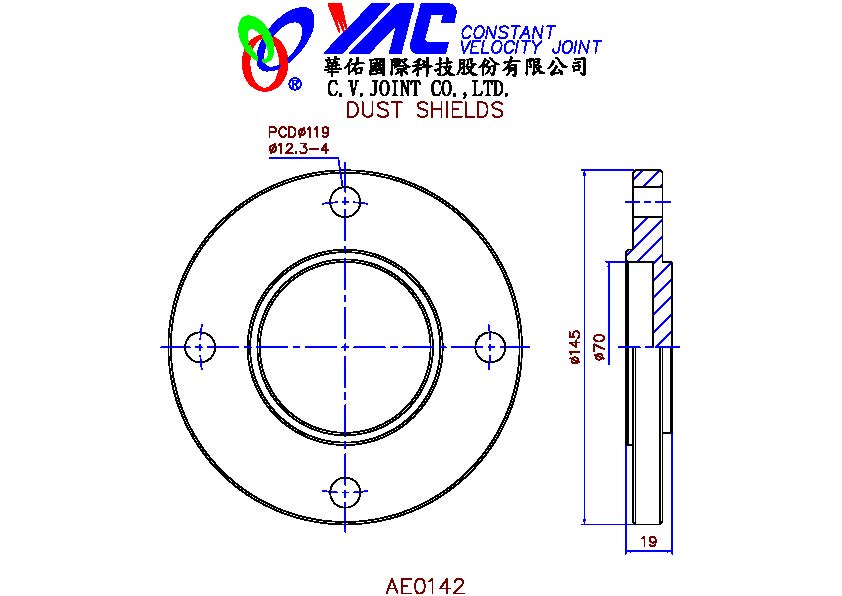 YAC CONSTANT
VELOCITY JOINT
®
華佑國際科技股份有限公司
C.V.JOINT CO.,LTD.
DUST SHIELDS
PCDø119
ø12.3-4
ø145
ø70
19
AE0142